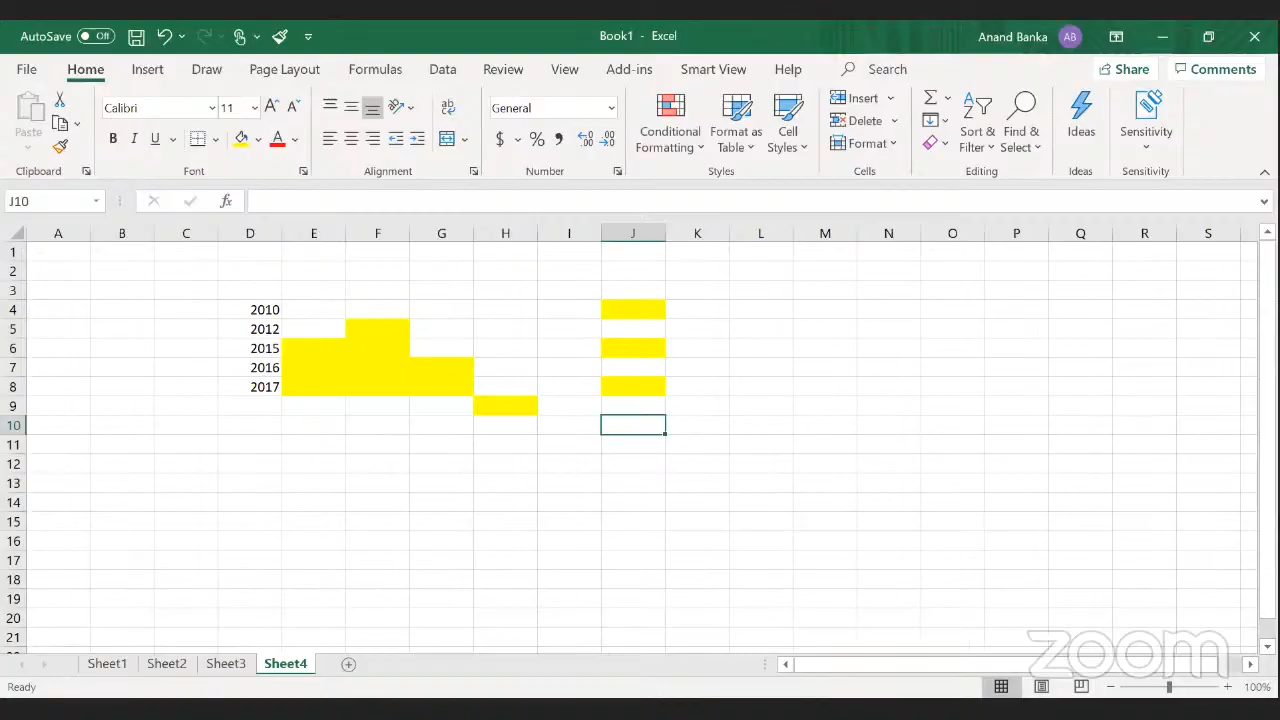 AutoSave Off Book1 - Excel Anand Banka AB
File Home Insert Draw Page Layout Formulas Data Review View Add-ins Smart View Help Search Share Comments
Paste
Calibri 11
B I U
General
$ % 9
Conditional Formatting
Format as Table
Cell Styles
Insert
Delete
Format
Sort & Filter
Find & Select
Ideas
Sensitivity
Clipboard Font Alignment Number Styles Cells Editing Ideas Sensitivity
J10 fx
A B C D E F G H I J K L M N O P Q R S
1
2
3
4 2010
5 2012
6 2015
7 2016
8 2017
9
10
11
12
13
14
15
16
17
18
19
20
21
zoom
Sheet1 Sheet2 Sheet3 Sheet4
Ready 100%